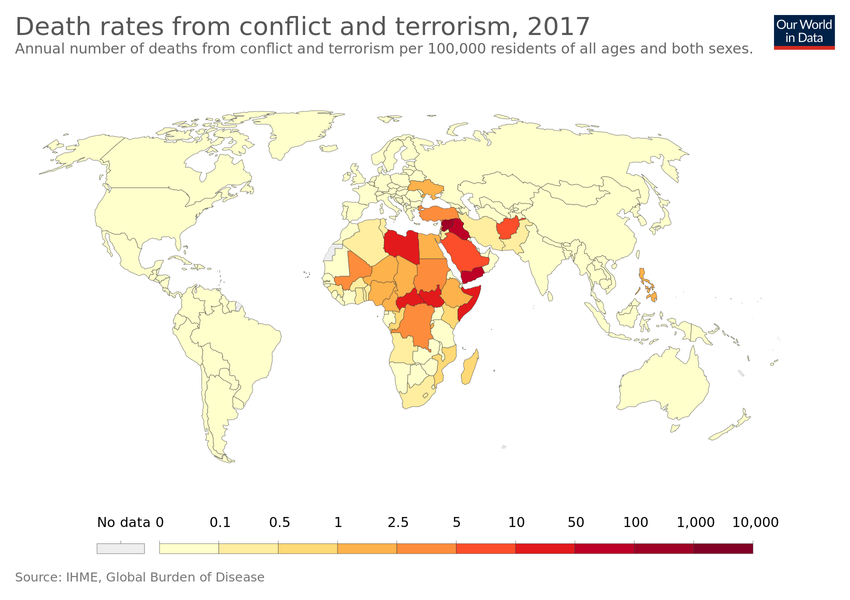 Death rates from conflict and terrorism, 2017
Annual number of deaths from conflict and terrorism per 100,000 residents of all ages and both sexes.
Our World
in Data
No data 0 0.1 0.5 1 2.5 5 10 50 100 1,000 10,000
Source: IHME, Global Burden of Disease